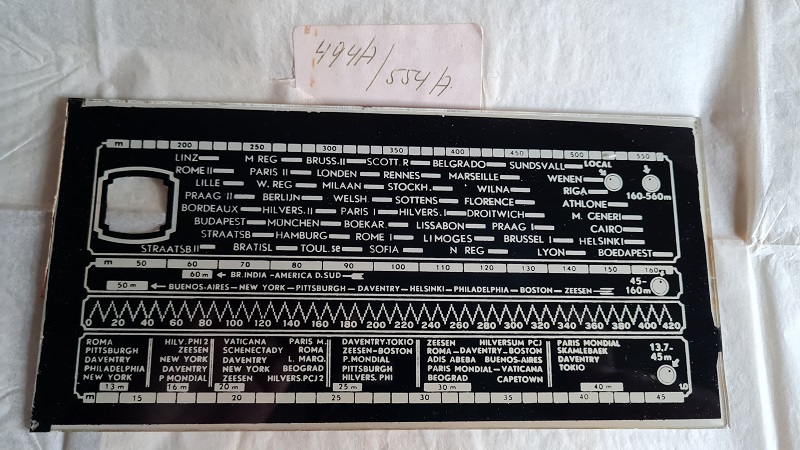 494A/554A
m 200 250 300 350 400 450 500 550
LINZ M REG BRUSS.II SCOTT. R BELGRADO SUNDSVALL LOCAL
ROME II PARIS II LONDEN RENNES MARSEILLE WENEN
LILLE W. REG MILAAN STOCKH. WILNA RIGA 160-560m
PRAAG II BERLIJN WELSH. SOTTENS FLORENCE ATHLONE
BORDEAUX HILVERS. II PARIS I HILVERS. I DROITWICH M. CENERI
BUDAPEST MÜNCHEN BOEKAR. LISSABON PRAAG I CAIRO
STRAATSB HAMBURG ROME I LIMOGES BRUSSEL I HELSINKI
STRAATSB.II BRATISL TOUL.SE SOFIA N REG LYON BOEDAPEST
m 50 60 70 80 90 100 110 120 130 140 150 160
60 m BR.INDIA -AMERICA D.SUD
50 m BUENOS-AIRES—NEW YORK —PITTSBURGH — DAVENTRY—HELSINKI—PHILADELPHIA —BOSTON — ZEESEN 45-160m
0 20 40 60 80 100 120 140 160 180 200 220 240 260 280 300 320 340 360 380 400 420
ROMA HILV.PHI 2 VATICANA PARIS M. DAVENTRY-TOKIO ZEESEN HILVERSUM PCJ PARIS MONDIAL 13.7-45m
PITTSBURGH ZEESEN SCHENECTADY ROMA ZEESEN-BOSTON ROMA—DAVENTRY-BOSTON SKAMLEBAEK
DAVENTRY NEW YORK DAVENTRY L. MARQ. P.MONDIAL ADIS ABEBA BUENOS-AIRES DAVENTRY
PHILADELPHIA DAVENTRY NEW YORK BEOGRAD PITTSBURGH PARIS MONDIAL—VATICANA TOKIO
NEW YORK P MONDIAL ZEESEN HILVERS.PCJ 2 HILVERS. PHI BEOGRAD CAPETOWN
13 m 16 m 20 m 25 m 30 m 40 m
m 15 20 25 30 35 40 45